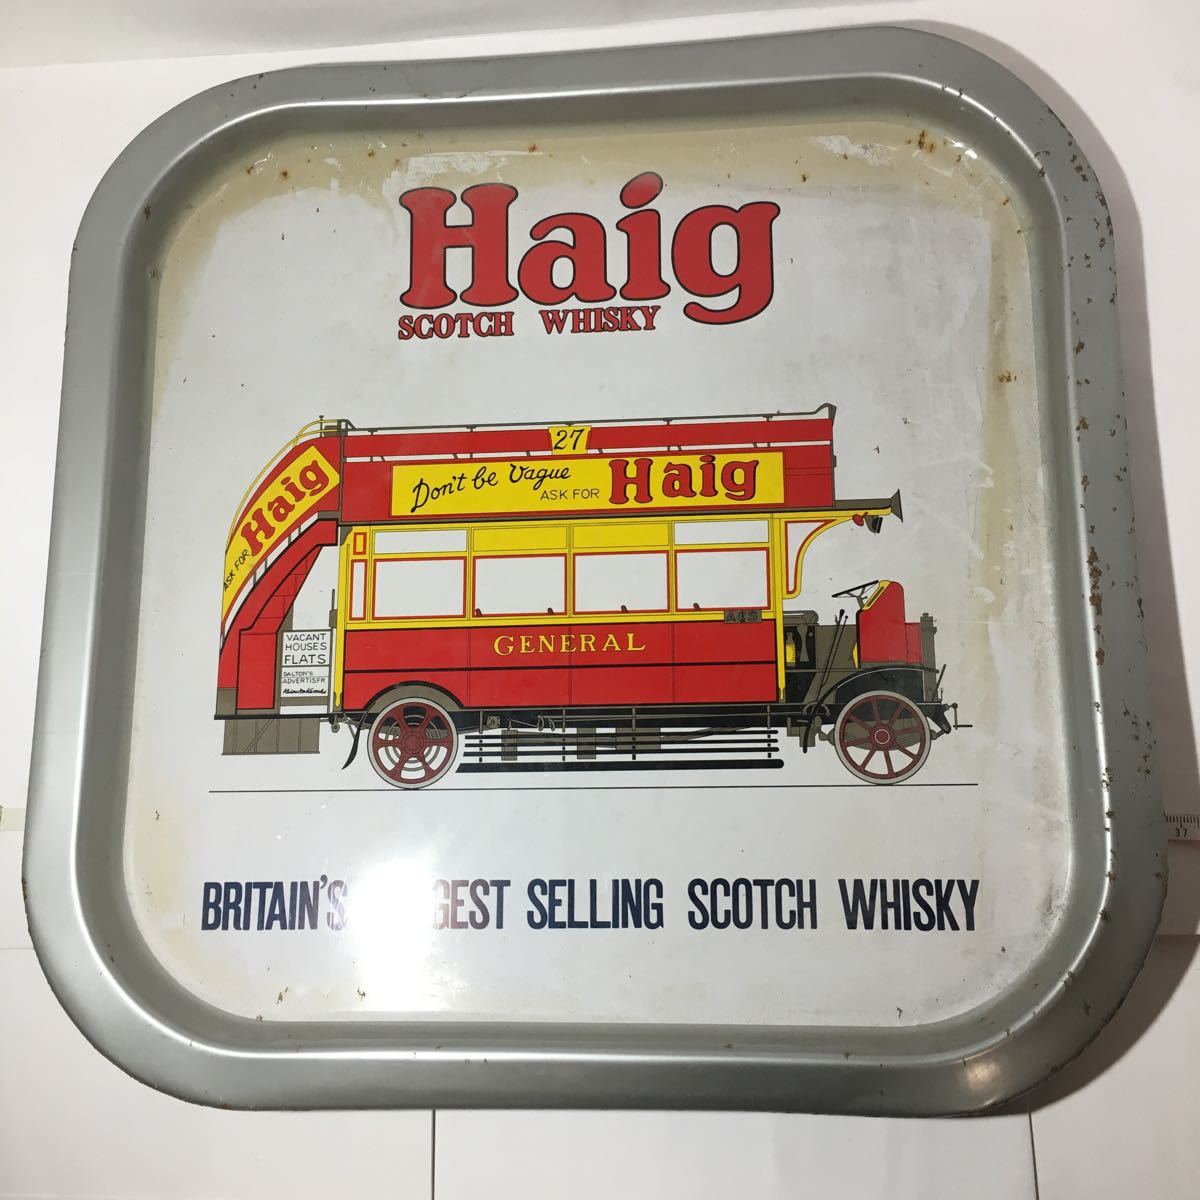 Haig
SCOTCH WHISKY
27
Don't be Vague
ASK FOR Haig
ASK FOR Haig
GENERAL
VACANT
HOUSES
FLATS
DALTON'S
BRITAIN'S GEST SELLING SCOTCH WHISKY
37